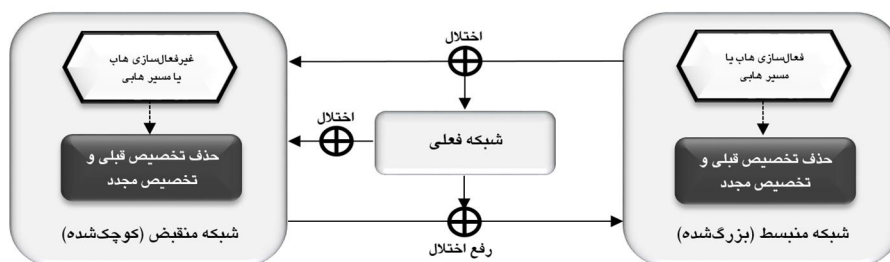 فعال‌سازی هاب یا
مسیر هابی
حذف تخصیص قبلی و
تخصیص مجدد
شبکه منبسط (بزرگ‌شده)
اختلال
شبکه فعلی
اختلال
رفع اختلال
غیرفعال‌سازی هاب
یا مسیر هابی
حذف تخصیص قبلی و
تخصیص مجدد
شبکه منقبض (کوچک‌شده)